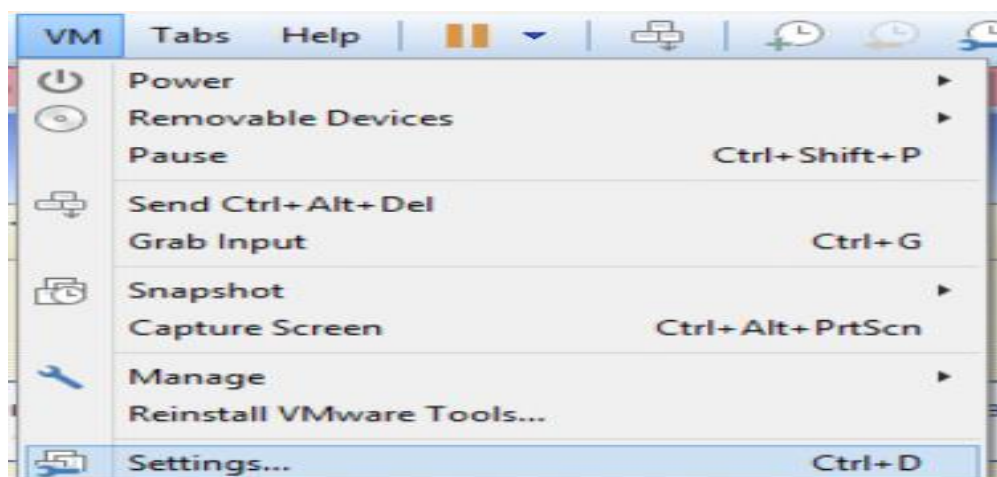 VM Tabs Help
Power
Removable Devices
Pause Ctrl+Shift+P
Send Ctrl+Alt+Del
Grab Input Ctrl+G
Snapshot
Capture Screen Ctrl+Alt+PrtScn
Manage
Reinstall VMware Tools...
Settings... Ctrl+D